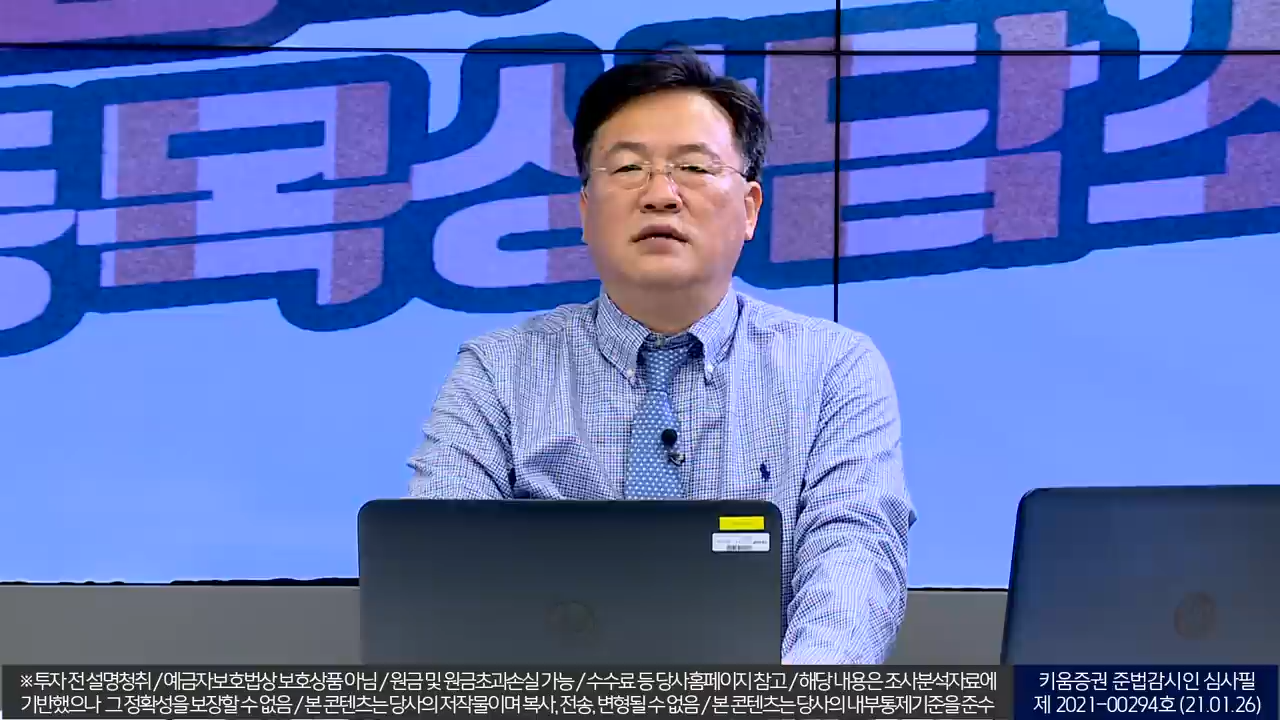 종목상담소
※ 투자 전 설명청취 / 예금자보호법상 보호상품 아님 / 원금 및 원금초과손실 가능 / 수수료 등 당사홈페이지 참고 / 해당 내용은 조사분석자료에
기반했으나 그 정확성을 보장할 수 없음 / 본 콘텐츠는 당사의 저작물이며 복사, 전송, 변형될 수 없음 / 본 콘텐츠는 당사의 내부통제기준을 준수
키움증권 준법감시인 심사필
제 2021-00294호 (21.01.26)